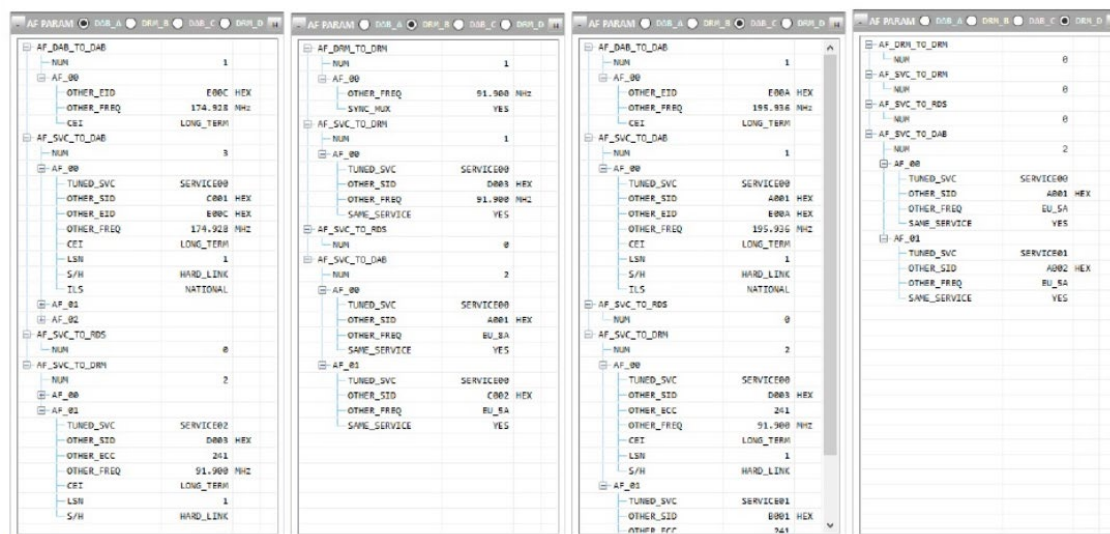 AF PARAM DAB_A DRM_B DAB_C DRM_D
AF_DAB_TO_DAB
NUM 1
AF_00
OTHER_EID E00C HEX
OTHER_FREQ 174.928 MHz
CEI LONG_TERM
AF_SVC_TO_DAB
NUM 3
AF_00
TUNED_SVC SERVICE00
OTHER_SID C001 HEX
OTHER_EID E00C HEX
OTHER_FREQ 174.928 MHz
CEI LONG_TERM
LSN 1
S/H HARD_LINK
ILS NATIONAL
AF_01
AF_02
AF_SVC_TO_RDS
NUM 0
AF_SVC_TO_DRM
NUM 2
AF_00
AF_01
TUNED_SVC SERVICE02
OTHER_SID D003 HEX
OTHER_ECC 241
OTHER_FREQ 91.900 MHz
CEI LONG_TERM
LSN 1
S/H HARD_LINK
AF PARAM DAB_A DRM_B DAB_C DRM_D
AF_DRM_TO_DRM
NUM 1
AF_00
OTHER_FREQ 91.900 MHz
SYNC_MUX YES
AF_SVC_TO_DRM
NUM 1
AF_00
TUNED_SVC SERVICE00
OTHER_SID D003 HEX
OTHER_FREQ 91.900 MHz
SAME_SERVICE YES
AF_SVC_TO_RDS
NUM 0
AF_SVC_TO_DAB
NUM 2
AF_00
TUNED_SVC SERVICE00
OTHER_SID A001 HEX
OTHER_FREQ EU_8A
SAME_SERVICE YES
AF_01
TUNED_SVC SERVICE00
OTHER_SID C002 HEX
OTHER_FREQ EU_5A
SAME_SERVICE YES
AF PARAM DAB_A DRM_B DAB_C DRM_D
AF_DAB_TO_DAB
NUM 1
AF_00
OTHER_EID E00A HEX
OTHER_FREQ 195.936 MHz
CEI LONG_TERM
AF_SVC_TO_DAB
NUM 1
AF_00
TUNED_SVC SERVICE00
OTHER_SID A001 HEX
OTHER_EID E00A HEX
OTHER_FREQ 195.936 MHz
CEI LONG_TERM
LSN 1
S/H HARD_LINK
ILS NATIONAL
AF_SVC_TO_RDS
NUM 0
AF_SVC_TO_DRM
NUM 2
AF_00
TUNED_SVC SERVICE00
OTHER_SID D003 HEX
OTHER_ECC 241
OTHER_FREQ 91.900 MHz
CEI LONG_TERM
LSN 1
S/H HARD_LINK
AF_01
TUNED_SVC SERVICE01
OTHER_SID B001 HEX
OTHER_ECC 241
AF PARAM DAB_A DRM_B DAB_C DRM_D
AF_DRM_TO_DRM
NUM 0
AF_SVC_TO_DRM
NUM 0
AF_SVC_TO_RDS
NUM 0
AF_SVC_TO_DAB
NUM 2
AF_00
TUNED_SVC SERVICE00
OTHER_SID A001 HEX
OTHER_FREQ EU_5A
SAME_SERVICE YES
AF_01
TUNED_SVC SERVICE01
OTHER_SID A002 HEX
OTHER_FREQ EU_5A
SAME_SERVICE YES